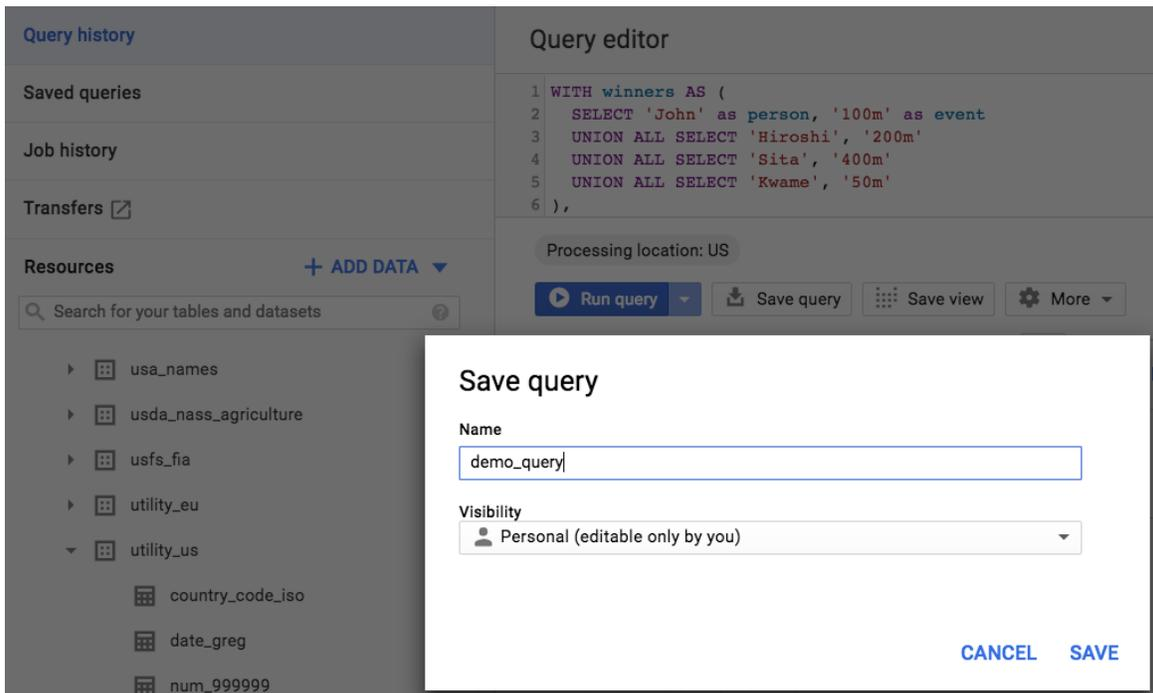 Query history
Saved queries
Job history
Transfers
Resources
+ ADD DATA
Search for your tables and datasets
usa_names
usda_nass_agriculture
usfs_fia
utility_eu
utility_us
country_code_iso
date_greg
num_999999
Query editor
1 WITH winners AS (
2 SELECT 'John' as person, '100m' as event
3 UNION ALL SELECT 'Hiroshi', '200m'
4 UNION ALL SELECT 'Sita', '400m'
5 UNION ALL SELECT 'Kwame', '50m'
6 ),
Processing location: US
Run query Save query Save view More
Save query
Name
demo_query
Visibility
Personal (editable only by you)
CANCEL SAVE